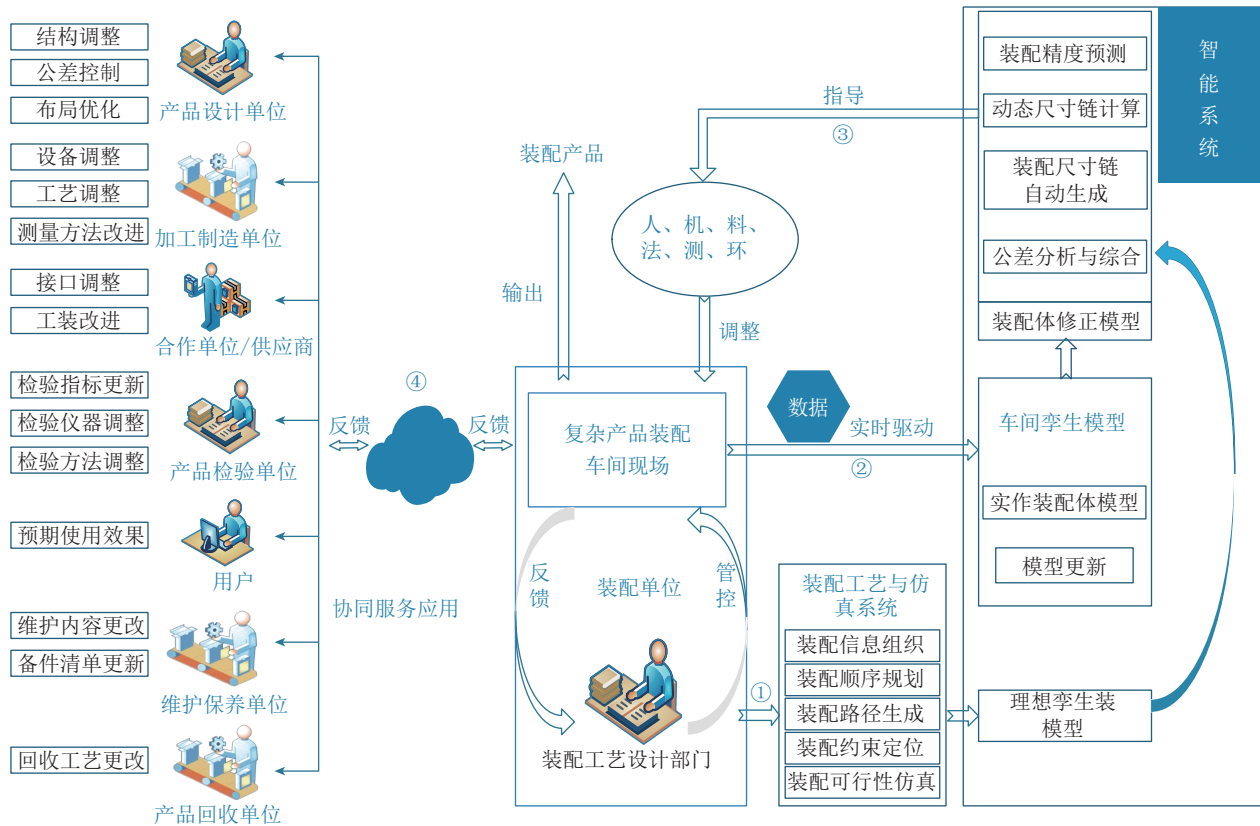 结构调整
公差控制
布局优化
产品设计单位
设备调整
工艺调整
测量方法改进
加工制造单位
接口调整
工装改进
合作单位/供应商
检验指标更新
检验仪器调整
检验方法调整
产品检验单位
预期使用效果
用户
维护内容更改
备件清单更新
维护保养单位
回收工艺更改
产品回收单位
协同服务应用
反馈
④
反馈
装配产品
输出
指导
③
人、机、料、
法、测、环
调整
复杂产品装配
车间现场
反馈
装配单位
管控
装配工艺设计部门
①
数据
实时驱动
②
装配工艺与仿
真系统
装配信息组织
装配顺序规划
装配路径生成
装配约束定位
装配可行性仿真
智能系统
装配精度预测
动态尺寸链计算
装配尺寸链
自动生成
公差分析与综合
装配体修正模型
车间孪生模型
实作装配体模型
模型更新
理想孪生装
模型